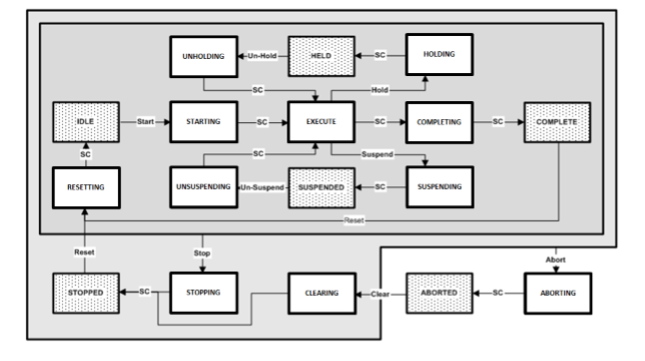 UNHOLDING
Un-Hold
HELD
SC
HOLDING
SC
Hold
IDLE
Start
STARTING
SC
EXECUTE
SC
COMPLETING
SC
COMPLETE
SC
SC
Suspend
RESETTING
UNSUSPENDING
Un-Suspend
SUSPENDED
SC
SUSPENDING
Reset
Reset
Stop
Abort
STOPPED
SC
STOPPING
CLEARING
Clear
ABORTED
SC
ABORTING